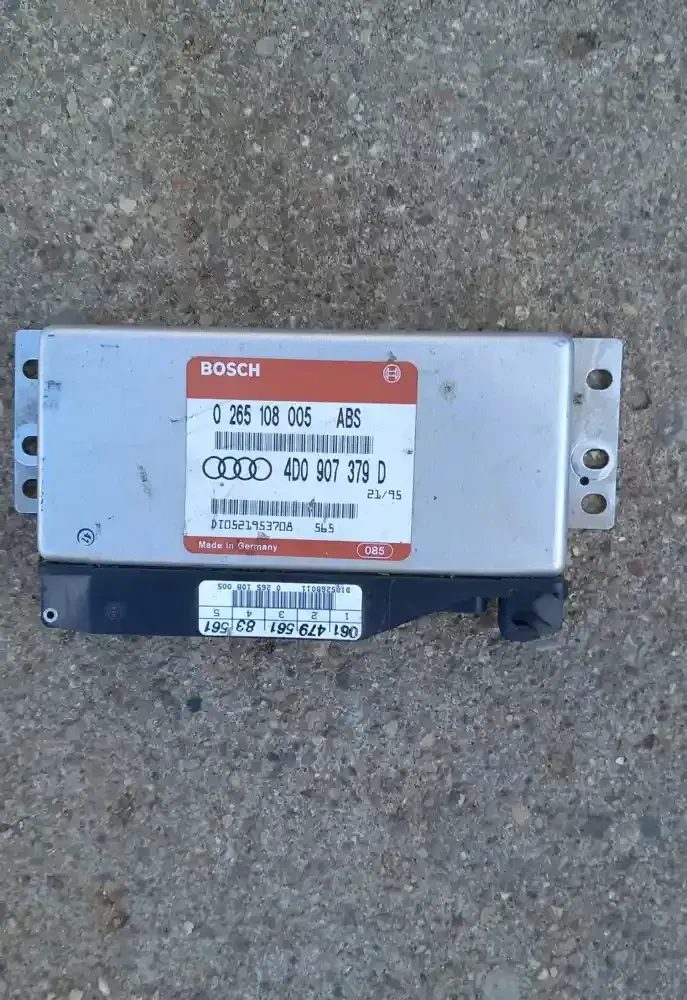 BOSCH
0 265 108 005 ABS
4D0 907 379 D
21/95
DI0521953708 565
Made in Germany 085
061 479 561 83 561
1 2 3 4 5
0 265 108 005